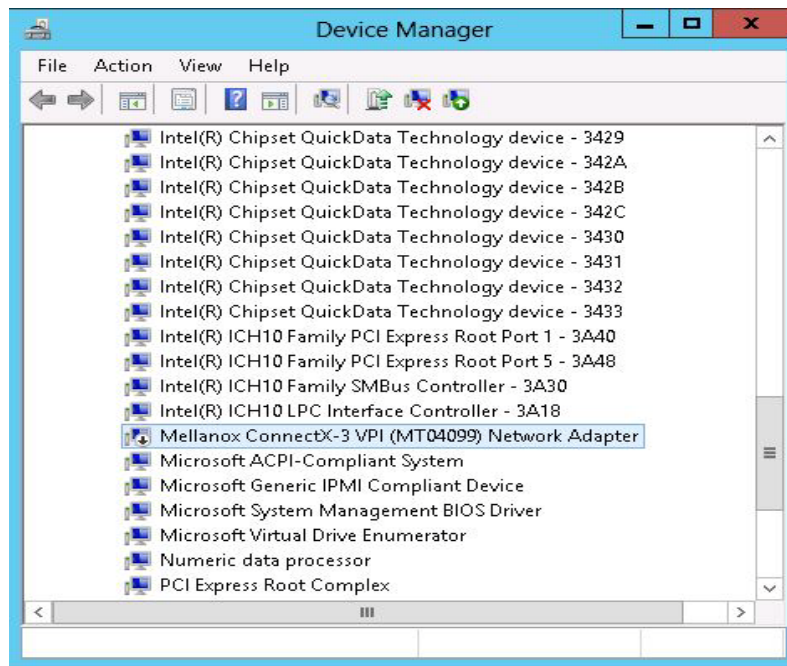 Device Manager
File Action View Help
Intel(R) Chipset QuickData Technology device - 3429
Intel(R) Chipset QuickData Technology device - 342A
Intel(R) Chipset QuickData Technology device - 342B
Intel(R) Chipset QuickData Technology device - 342C
Intel(R) Chipset QuickData Technology device - 3430
Intel(R) Chipset QuickData Technology device - 3431
Intel(R) Chipset QuickData Technology device - 3432
Intel(R) Chipset QuickData Technology device - 3433
Intel(R) ICH10 Family PCI Express Root Port 1 - 3A40
Intel(R) ICH10 Family PCI Express Root Port 5 - 3A48
Intel(R) ICH10 Family SMBus Controller - 3A30
Intel(R) ICH10 LPC Interface Controller - 3A18
Mellanox ConnectX-3 VPI (MT04099) Network Adapter
Microsoft ACPI-Compliant System
Microsoft Generic IPMI Compliant Device
Microsoft System Management BIOS Driver
Microsoft Virtual Drive Enumerator
Numeric data processor
PCI Express Root Complex